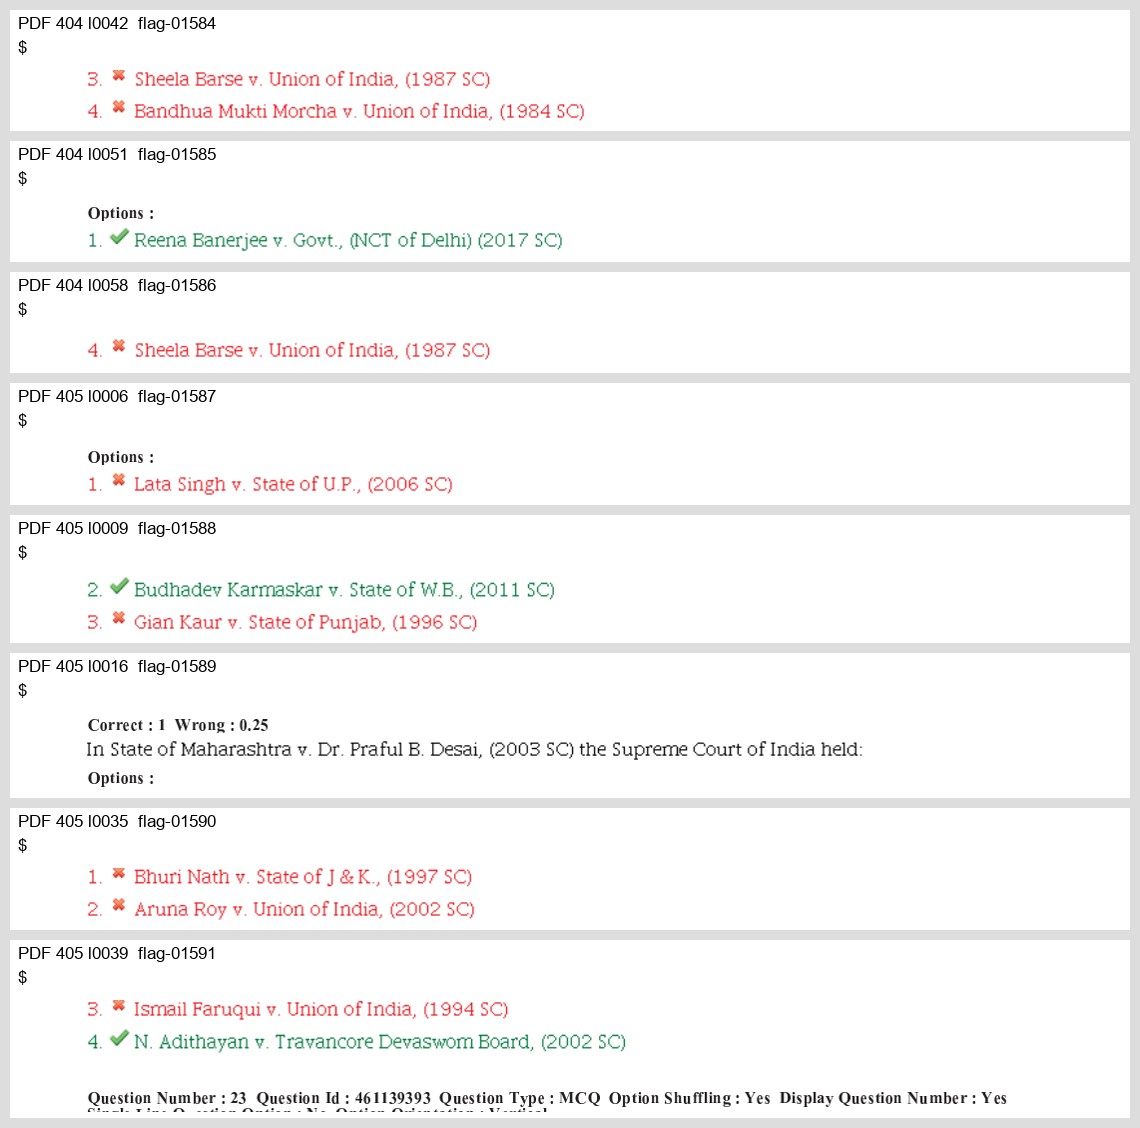 PDF 404 l0042 flag-01584
$
3. Sheela Barse v. Union of India, (1987 SC)
4. Bandhua Mukti Morcha v. Union of India, (1984 SC)
PDF 404 l0051 flag-01585
$
Options :
1. Reena Banerjee v. Govt., (NCT of Delhi) (2017 SC)
PDF 404 l0058 flag-01586
$
4. Sheela Barse v. Union of India, (1987 SC)
PDF 405 l0006 flag-01587
$
Options :
1. Lata Singh v. State of U.P., (2006 SC)
PDF 405 l0009 flag-01588
$
2. Budhadev Karmaskar v. State of W.B., (2011 SC)
3. Gian Kaur v. State of Punjab, (1996 SC)
PDF 405 l0016 flag-01589
$
Correct : 1 Wrong : 0.25
In State of Maharashtra v. Dr. Praful B. Desai, (2003 SC) the Supreme Court of India held:
Options :
PDF 405 l0035 flag-01590
$
1. Bhuri Nath v. State of J & K., (1997 SC)
2. Aruna Roy v. Union of India, (2002 SC)
PDF 405 l0039 flag-01591
$
3. Ismail Faruqui v. Union of India, (1994 SC)
4. N. Adithayan v. Travancore Devaswom Board, (2002 SC)
Question Number : 23 Question Id : 461139393 Question Type : MCQ Option Shuffling : Yes Display Question Number : Yes